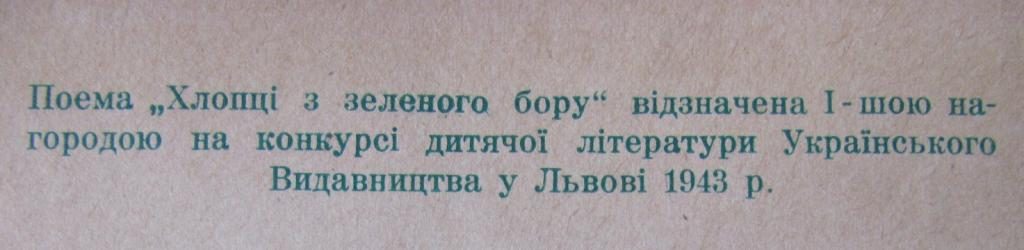 Поема „Хлопці з зеленого бору“ відзначена І-шою на-
городою на конкурсі дитячої літератури Українського
Видавництва у Львові 1943 р.